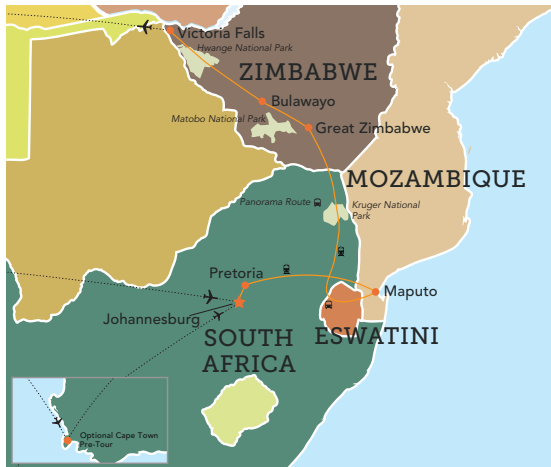 Victoria Falls
Hwange National Park
ZIMBABWE
Bulawayo
Matobo National Park
Great Zimbabwe
MOZAMBIQUE
Panorama Route
Kruger National
Park
Pretoria
Maputo
Johannesburg
SOUTH
AFRICA
ESWATINI
Optional Cape Town
Pre-Tour